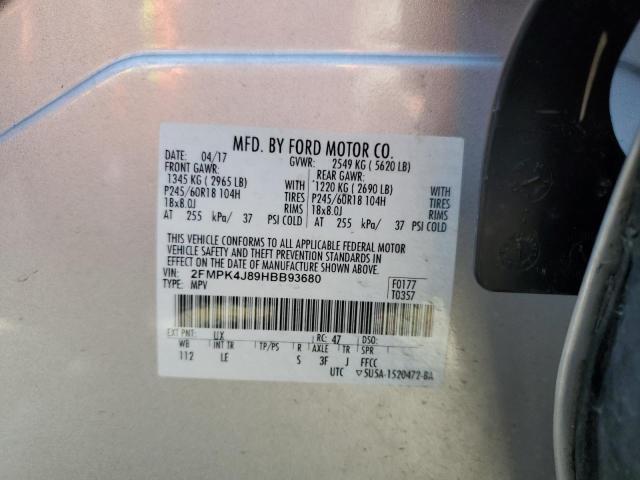 MFD. BY FORD MOTOR CO.
DATE: 04/17 GVWR: 2549 KG ( 5620 LB)
FRONT GAWR: REAR GAWR:
1345 KG ( 2965 LB) WITH 1220 KG ( 2690 LB) WITH
P245/60R18 104H TIRES P245/60R18 104H TIRES
18x8.0J RIMS 18x8.0J RIMS
AT 255 kPa/ 37 PSI COLD AT 255 kPa/ 37 PSI COLD
THIS VEHICLE CONFORMS TO ALL APPLICABLE FEDERAL MOTOR
VEHICLE SAFETY AND THEFT PREVENTION STANDARDS IN EFFECT
ON THE DATE OF MANUFACTURE SHOWN ABOVE.
VIN: 2FMPK4J89HBB93680 F0177
TYPE: MPV T0357
EXT PNT: UX RC: 47 DSO:
WB INT TR TP/PS R AXLE TR SPR
112 LE S 3F J FFCC
UTC 5U5A-1520472-BA